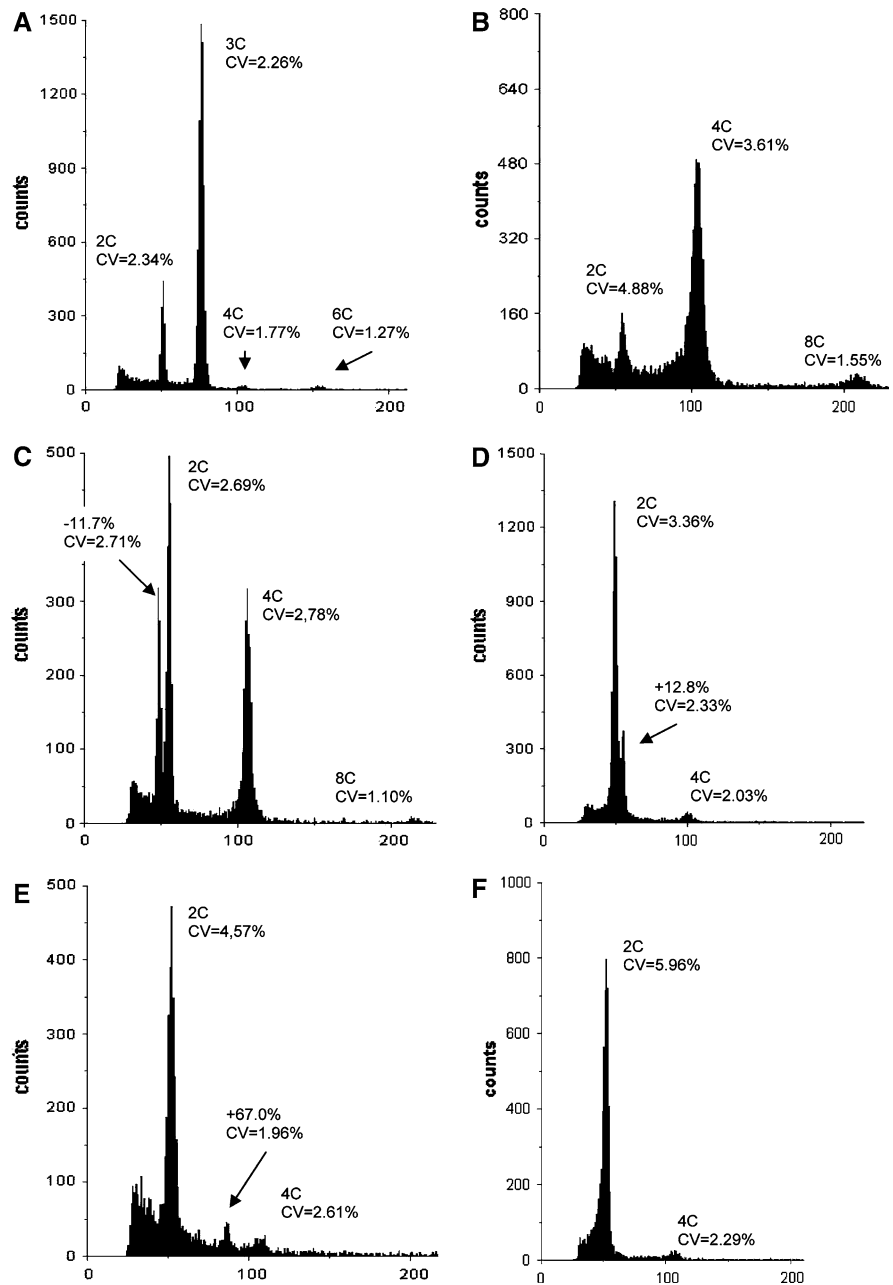 A
1500
1200
900
600
300
0
counts
3C
CV=2.26%
2C
CV=2.34%
4C
CV=1.77%
6C
CV=1.27%
0
100
200
B
800
640
480
320
160
0
counts
4C
CV=3.61%
2C
CV=4.88%
8C
CV=1.55%
0
100
200
C
500
300
200
100
0
counts
2C
CV=2.69%
-11.7%
CV=2.71%
4C
CV=2,78%
8C
CV=1.10%
0
100
200
D
1500
1200
900
600
300
0
counts
2C
CV=3.36%
+12.8%
CV=2.33%
4C
CV=2.03%
0
100
200
E
500
400
300
200
100
0
counts
2C
CV=4,57%
+67.0%
CV=1.96%
4C
CV=2.61%
0
100
200
F
1000
800
600
400
200
0
counts
2C
CV=5.96%
4C
CV=2.29%
0
100
200